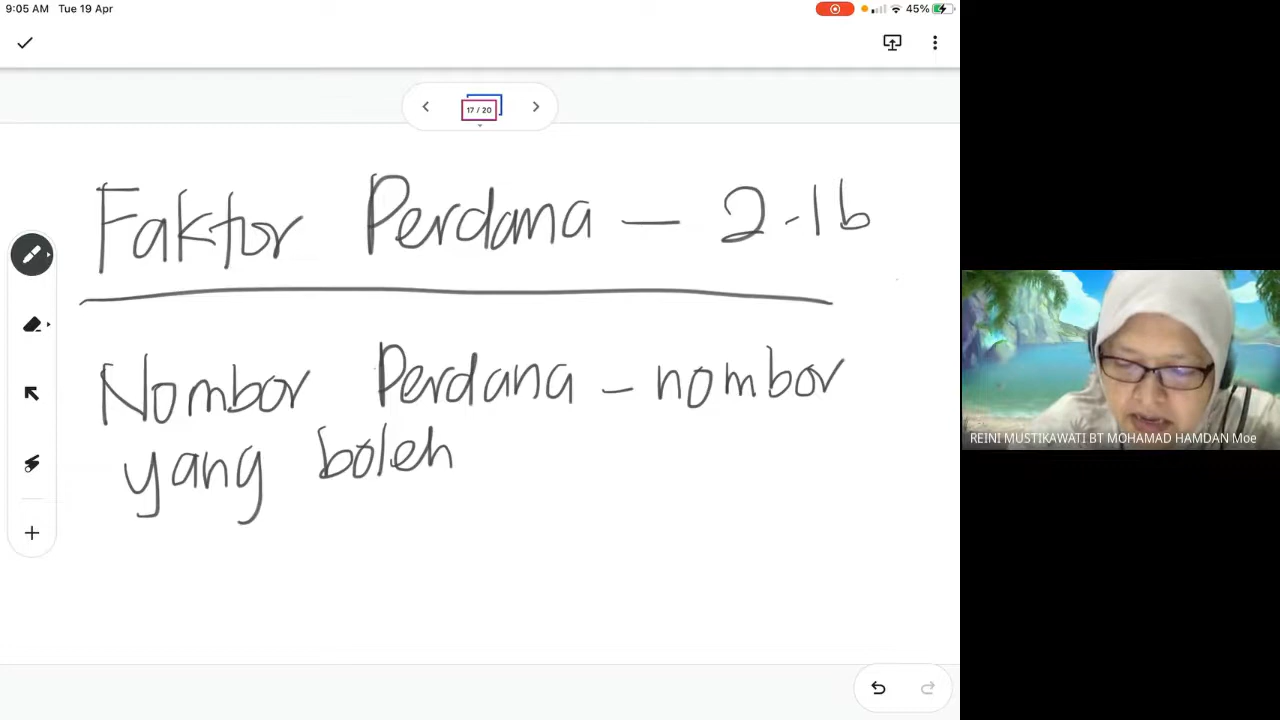 9:05 AM Tue 19 Apr
45%
17 / 20
Faktor Perdana — 2.1b
Nombor Perdana – nombor
yang boleh
REINI MUSTIKAWATI BT MOHAMAD HAMDAN Moe